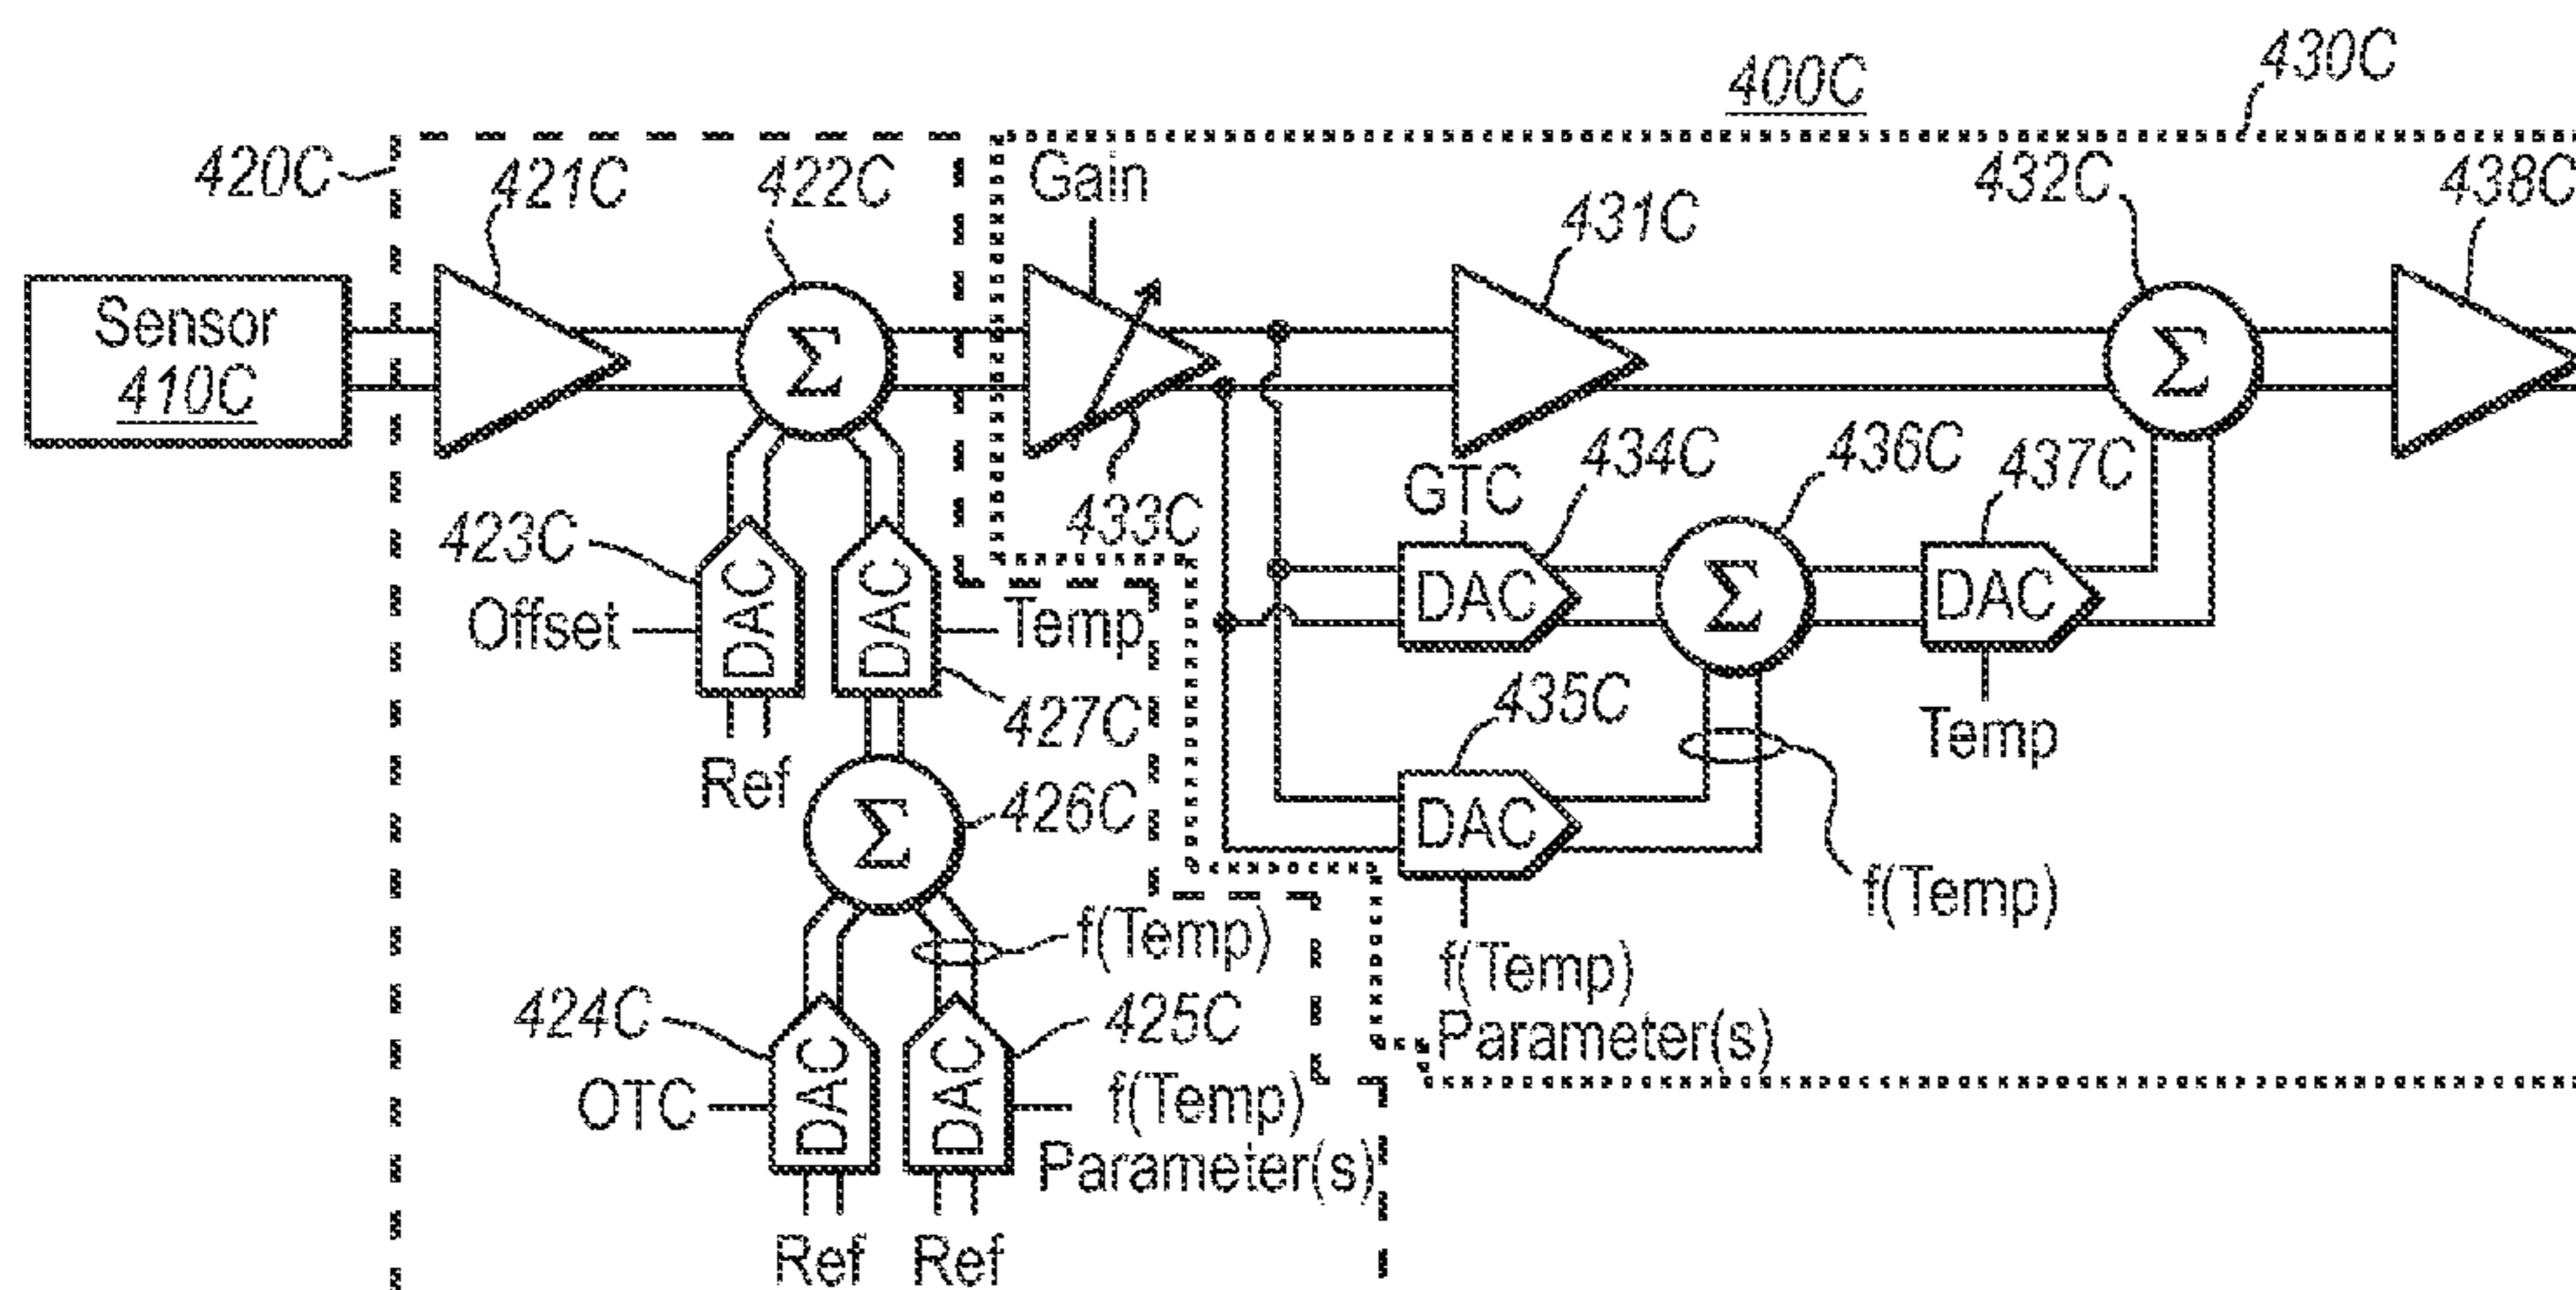 400C
430C
420C
421C
422C
Gain
431C
432C
438C
Sensor
410C
Σ
Σ
433C
GTC
434C
436C
437C
423C
DAC
DAC
DAC
Σ
DAC
Offset
Temp
427C
Ref
435C
Temp
426C
Σ
DAC
f(Temp)
f(Temp)
f(Temp)
Parameter(s)
424C
425C
DAC
DAC
OTC
f(Temp)
Parameter(s)
Ref
Ref